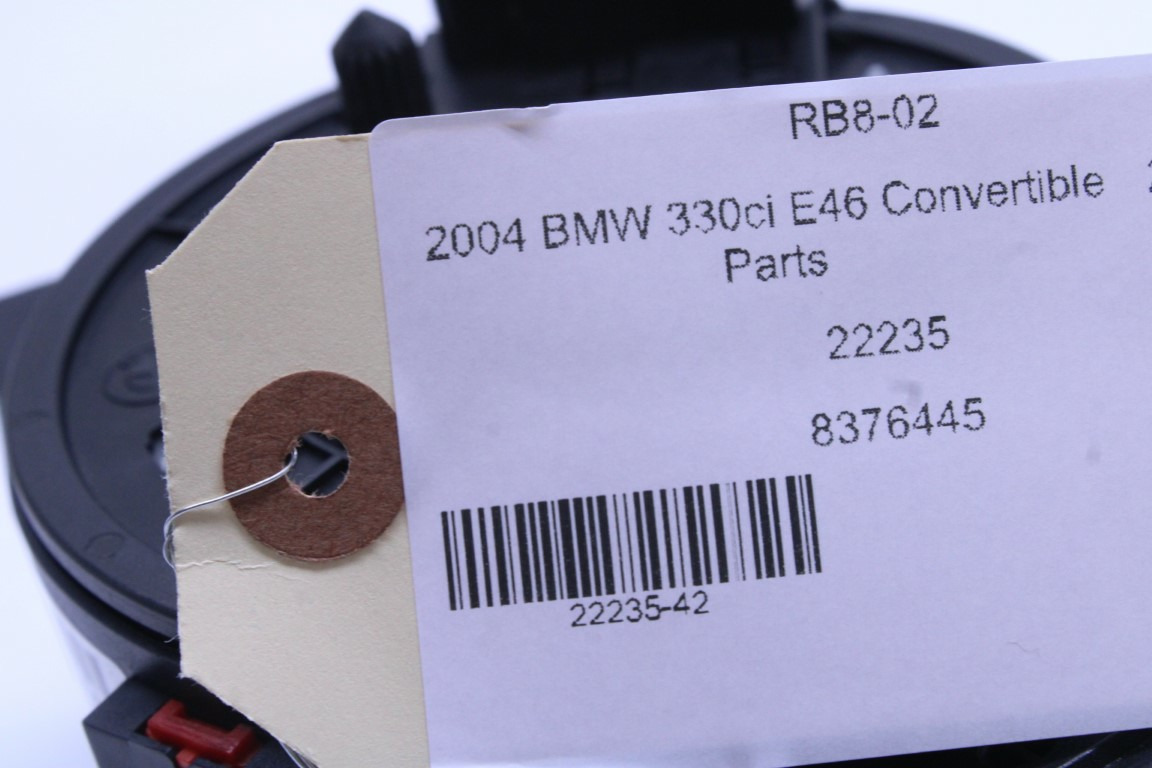 RB8-02
2004 BMW 330ci E46 Convertible
Parts
22235
8376445
22235-42